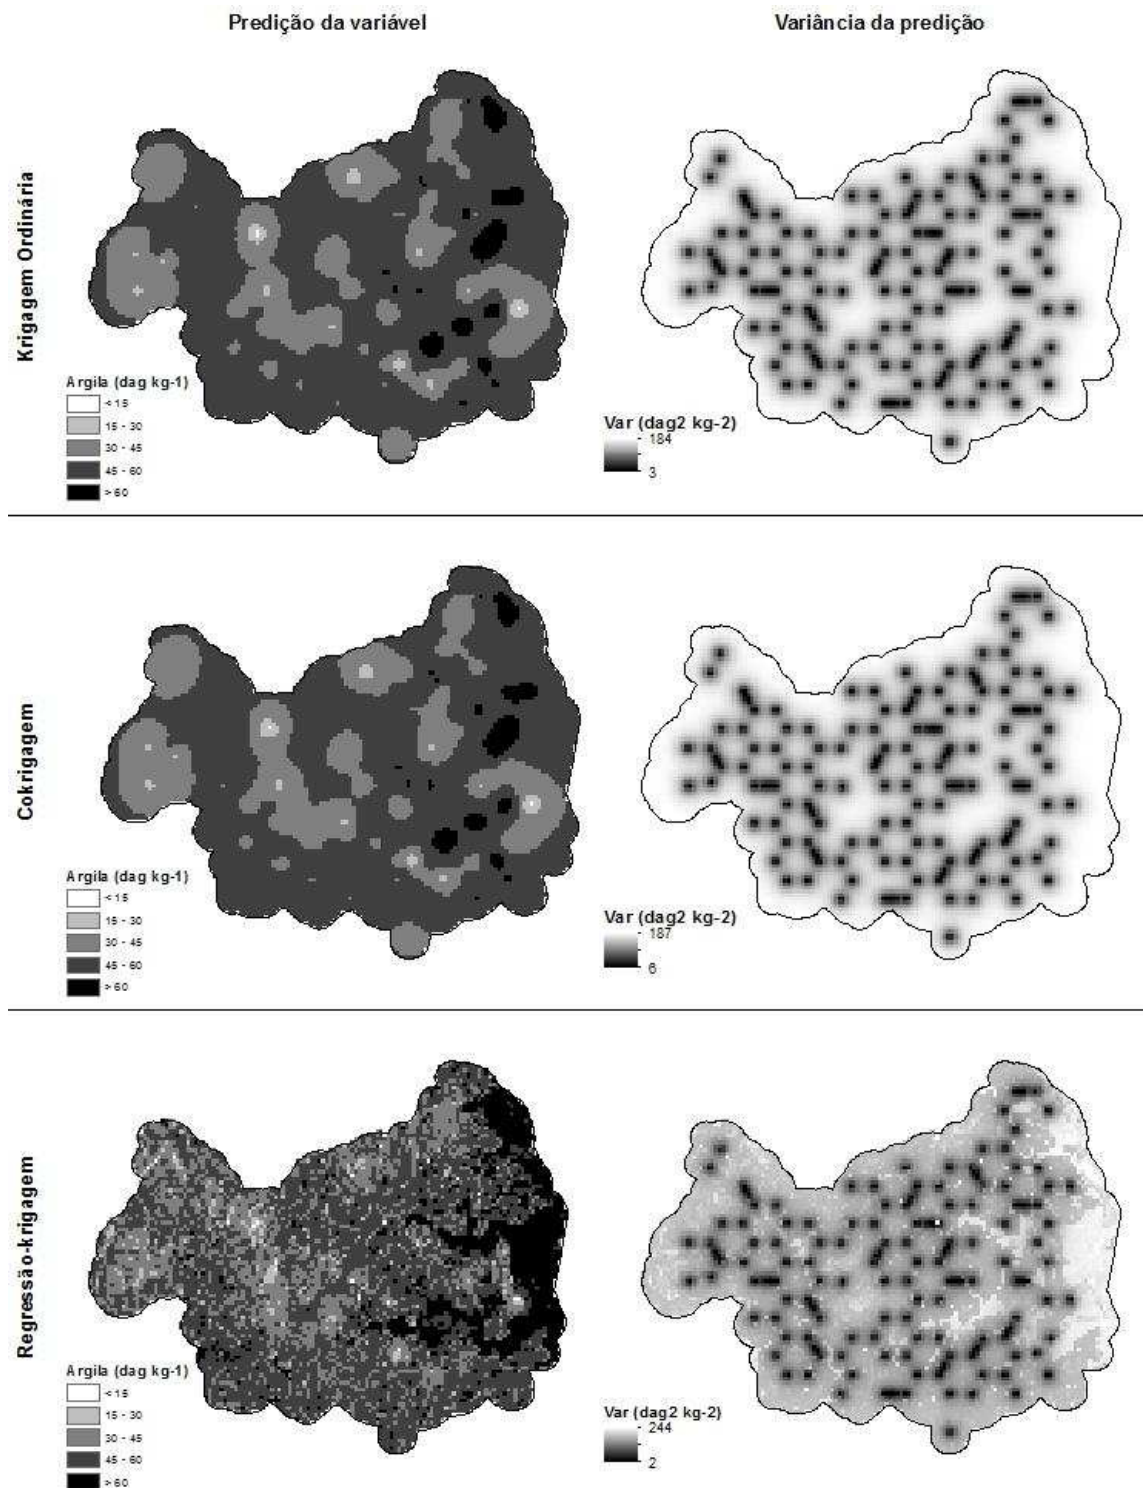 Predição da variável
Variância da predição
Krigagem Ordinária
Argila (dag kg-1)
< 15
15 - 30
30 - 45
45 - 60
> 60
Var (dag2 kg-2)
184
3
Cokrigagem
Argila (dag kg-1)
< 15
15 - 30
30 - 45
45 - 60
> 60
Var (dag2 kg-2)
187
6
Regressão-krigagem
Argila (dag kg-1)
< 15
15 - 30
30 - 45
45 - 60
> 60
Var (dag2 kg-2)
244
2